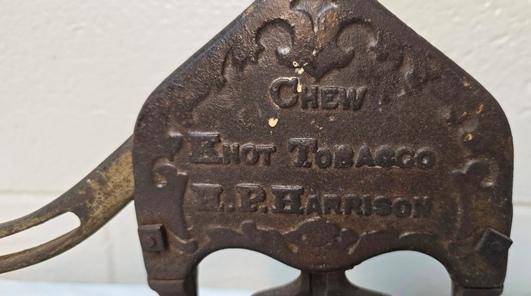 CHEW
KNOT TOBACCO
P. HARRISON